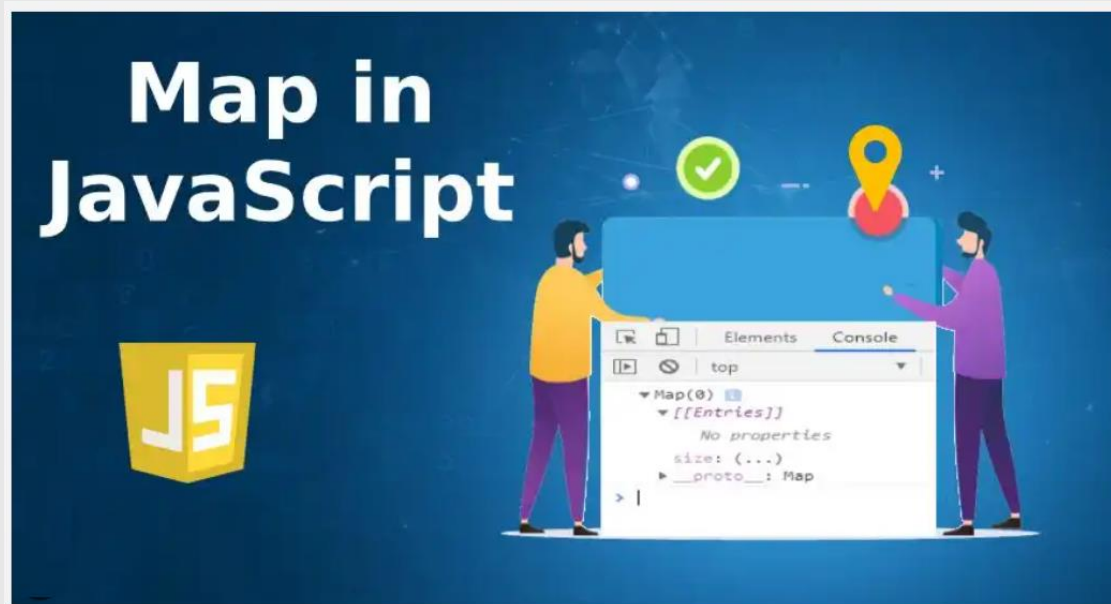 Map in
JavaScript
JS
Elements Console
top
Map(0) i
[[Entries]]
No properties
size: (...)
__proto__: Map
>